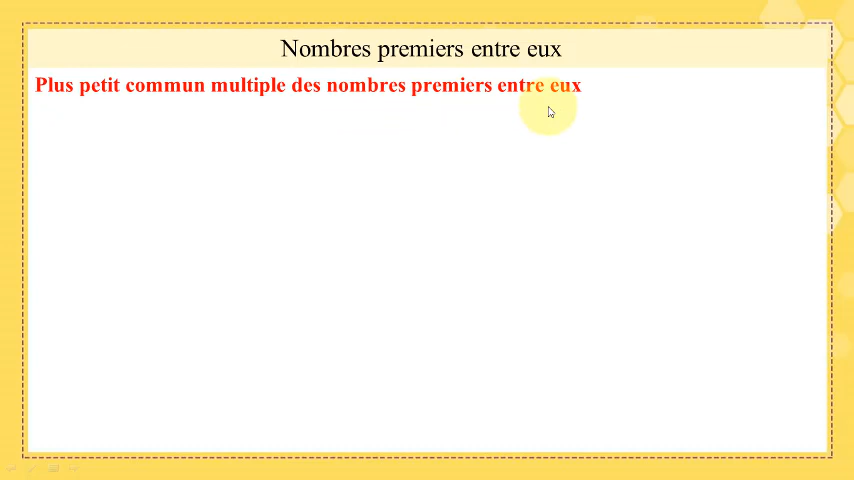 Nombres premiers entre eux
Plus petit commun multiple des nombres premiers entre eux